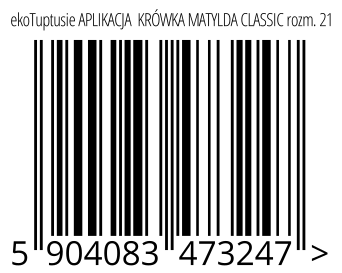 ekoTuptusie APLIKACJA  KRÓWKA MATYLDA CLASSIC rozm. 21
5 904083 473247 >